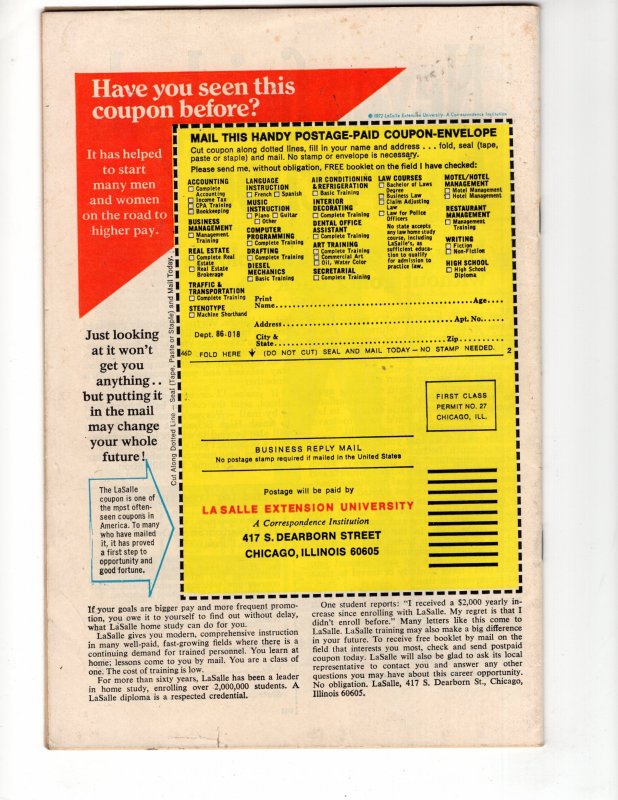 Have you seen this
coupon before?
© 1972 LaSalle Extension University. A Correspondence Institution
It has helped
to start
many men
and women
on the road to
higher pay.
MAIL THIS HANDY POSTAGE-PAID COUPON-ENVELOPE
Cut coupon along dotted lines, fill in your name and address . . . fold, seal (tape,
paste or staple) and mail. No stamp or envelope is necessary.
Please send me, without obligation, FREE booklet on the field I have checked:
ACCOUNTING
☐ Complete
Accounting
☐ Income Tax
☐ CPA Training
☐ Bookkeeping
BUSINESS
MANAGEMENT
☐ Management
Training
REAL ESTATE
☐ Complete Real
Estate
☐ Real Estate
Brokerage
TRAFFIC &
TRANSPORTATION
☐ Complete Training
STENOTYPE
☐ Machine Shorthand
LANGUAGE
INSTRUCTION
☐ French ☐ Spanish
MUSIC
INSTRUCTION
☐ Piano ☐ Guitar
☐ Other
COMPUTER
PROGRAMMING
☐ Complete Training
DRAFTING
☐ Complete Training
DIESEL
MECHANICS
☐ Basic Training
AIR CONDITIONING
& REFRIGERATION
☐ Basic Training
INTERIOR
DECORATING
☐ Complete Training
DENTAL OFFICE
ASSISTANT
☐ Complete Training
ART TRAINING
☐ Complete Training
☐ Commercial Art
☐ Oil, Water Color
SECRETARIAL
☐ Complete Training
LAW COURSES
☐ Bachelor of Laws
Degree
☐ Business Law
☐ Claim Adjusting
Law
☐ Law for Police
Officers
No state accepts
any law home study
course, including
LaSalle's, as
sufficient educa-
tion to qualify
for admission to
practice law.
MOTEL/HOTEL
MANAGEMENT
☐ Motel Management
☐ Hotel Management
RESTAURANT
MANAGEMENT
☐ Management
Training
WRITING
☐ Fiction
☐ Non-Fiction
HIGH SCHOOL
☐ High School
Diploma
Print
Name Age
Address Apt. No.
Dept. 86-018 City &
State Zip
46D FOLD HERE (DO NOT CUT) SEAL AND MAIL TODAY – NO STAMP NEEDED. 2
Cut Along Dotted Line – Seal (Tape, Paste or Staple) and Mail Today.
FIRST CLASS
PERMIT NO. 27
CHICAGO, ILL.
BUSINESS REPLY MAIL
No postage stamp required if mailed in the United States
Postage will be paid by
LA SALLE EXTENSION UNIVERSITY
A Correspondence Institution
417 S. DEARBORN STREET
CHICAGO, ILLINOIS 60605
Just looking
at it won't
get you
anything . .
but putting it
in the mail
may change
your whole
future!
The LaSalle
coupon is one of
the most often-
seen coupons in
America. To many
who have mailed
it, it has proved
a first step to
opportunity and
good fortune.
If your goals are bigger pay and more frequent promo-
tion, you owe it to yourself to find out without delay,
what LaSalle home study can do for you.
LaSalle gives you modern, comprehensive instruction
in many well-paid, fast-growing fields where there is a
continuing demand for trained personnel. You learn at
home; lessons come to you by mail. You are a class of
one. The cost of training is low.
For more than sixty years, LaSalle has been a leader
in home study, enrolling over 2,000,000 students. A
LaSalle diploma is a respected credential.
One student reports: "I received a $2,000 yearly in-
crease since enrolling with LaSalle. My regret is that I
didn't enroll before." Many letters like this come to
LaSalle. LaSalle training may also make a big difference
in your future. To receive free booklet by mail on the
field that interests you most, check and send postpaid
coupon today. LaSalle will also be glad to ask its local
representative to contact you and answer any other
questions you may have about this career opportunity.
No obligation. LaSalle, 417 S. Dearborn St., Chicago,
Illinois 60605.